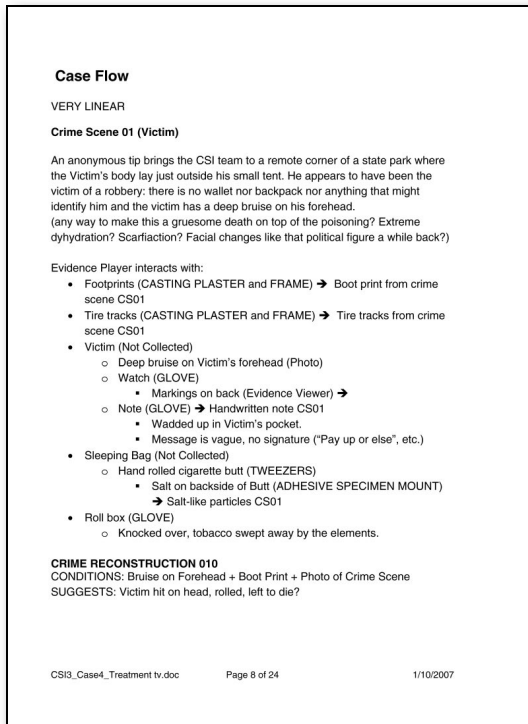 Case Flow
VERY LINEAR
Crime Scene 01 (Victim)
An anonymous tip brings the CSI team to a remote corner of a state park where
the Victim's body lay just outside his small tent. He appears to have been the
victim of a robbery: there is no wallet nor backpack nor anything that might
identify him and the victim has a deep bruise on his forehead.
(any way to make this a gruesome death on top of the poisoning? Extreme
dyhydration? Scarfiaction? Facial changes like that political figure a while back?)
Evidence Player interacts with:
• Footprints (CASTING PLASTER and FRAME) → Boot print from crime
scene CS01
• Tire tracks (CASTING PLASTER and FRAME) → Tire tracks from crime
scene CS01
• Victim (Not Collected)
o Deep bruise on Victim's forehead (Photo)
o Watch (GLOVE)
▪ Markings on back (Evidence Viewer) →
o Note (GLOVE) → Handwritten note CS01
▪ Wadded up in Victim's pocket.
▪ Message is vague, no signature ("Pay up or else", etc.)
• Sleeping Bag (Not Collected)
o Hand rolled cigarette butt (TWEEZERS)
▪ Salt on backside of Butt (ADHESIVE SPECIMEN MOUNT)
→ Salt-like particles CS01
• Roll box (GLOVE)
o Knocked over, tobacco swept away by the elements.
CRIME RECONSTRUCTION 010
CONDITIONS: Bruise on Forehead + Boot Print + Photo of Crime Scene
SUGGESTS: Victim hit on head, rolled, left to die?
CSI3_Case4_Treatment tv.doc Page 8 of 24 1/10/2007